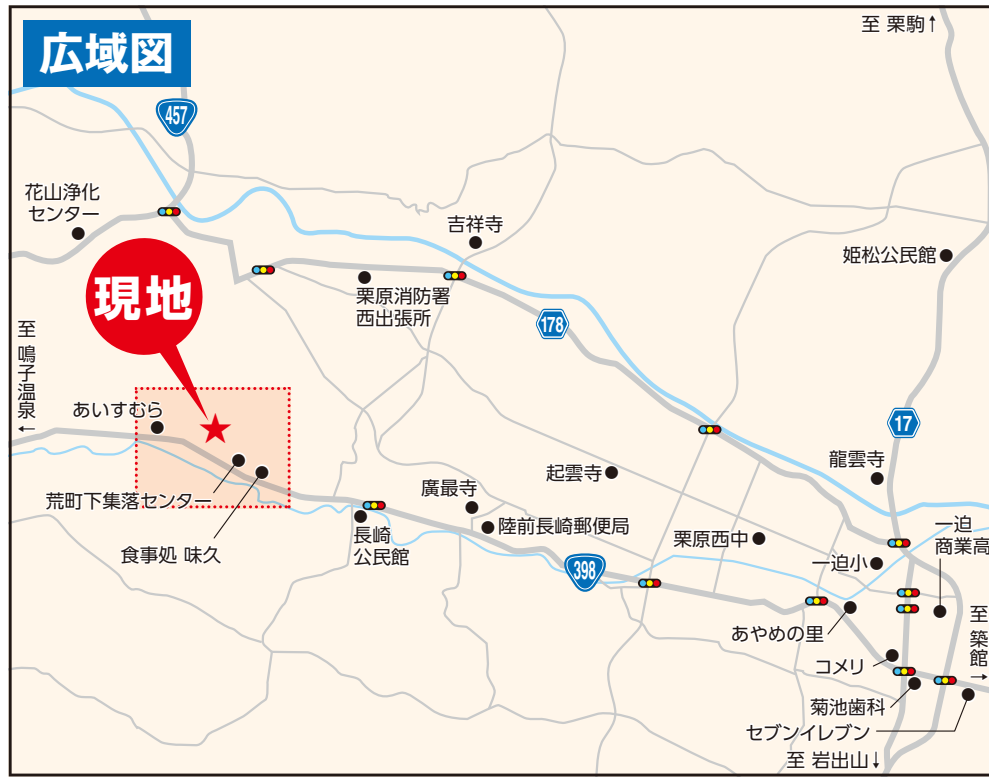 広域図
至 栗駒↑
457
花山浄化
センター
吉祥寺
姫松公民館
現地
栗原消防署
西出張所
178
至 鳴子温泉
←
あいすむら
17
龍雲寺
起雲寺
廣最寺
荒町下集落センター
陸前長崎郵便局
一迫
商業高
長崎
公民館
栗原西中
食事処 味久
一迫小
398
あやめの里
至 築館
→
コメリ
菊池歯科
セブンイレブン
至 岩出山↓